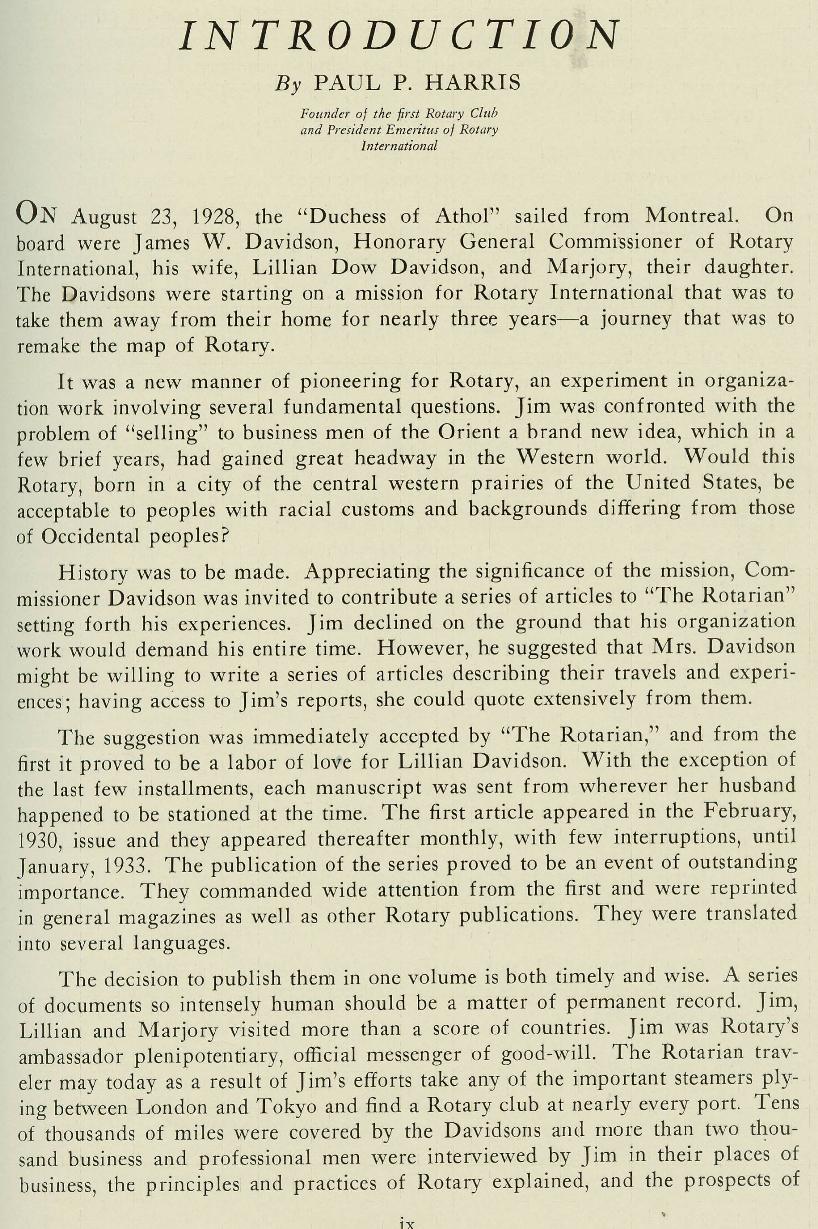 INTRODUCTION
By PAUL P. HARRIS
Founder of the first Rotary Club
and President Emeritus of Rotary
International
ON August 23, 1928, the “Duchess of Athol” sailed from Montreal. On
board were James W. Davidson, Honorary General Commissioner of Rotary
International, his wife, Lillian Dow Davidson, and Marjory, their daughter.
The Davidsons were starting on a mission for Rotary International that was to
take them away from their home for nearly three years—a journey that was to
remake the map of Rotary.
It was a new manner of pioneering for Rotary, an experiment in organiza-
tion work involving several fundamental questions. Jim was confronted with the
problem of “selling” to business men of the Orient a brand new idea, which in a
few brief years, had gained great headway in the Western world. Would this
Rotary, born in a city of the central western prairies of the United States, be
acceptable to peoples with racial customs and backgrounds differing from those
of Occidental peoples?
History was to be made. Appreciating the significance of the mission, Com-
missioner Davidson was invited to contribute a series of articles to “The Rotarian”
setting forth his experiences. Jim declined on the ground that his organization
work would demand his entire time. However, he suggested that Mrs. Davidson
might be willing to write a series of articles describing their travels and experi-
ences; having access to Jim’s reports, she could quote extensively from them.
The suggestion was immediately accepted by “The Rotarian,” and from the
first it proved to be a labor of love for Lillian Davidson. With the exception of
the last few installments, each manuscript was sent from wherever her husband
happened to be stationed at the time. The first article appeared in the February,
1930, issue and they appeared thereafter monthly, with few interruptions, until
January, 1933. The publication of the series proved to be an event of outstanding
importance. They commanded wide attention from the first and were reprinted
in general magazines as well as other Rotary publications. They were translated
into several languages.
The decision to publish them in one volume is both timely and wise. A series
of documents so intensely human should be a matter of permanent record. Jim,
Lillian and Marjory visited more than a score of countries. Jim was Rotary’s
ambassador plenipotentiary, official messenger of good-will. The Rotarian trav-
eler may today as a result of Jim’s efforts take any of the important steamers ply-
ing between London and Tokyo and find a Rotary club at nearly every port. Tens
of thousands of miles were covered by the Davidsons and more than two thou-
sand business and professional men were interviewed by Jim in their places of
business, the principles and practices of Rotary explained, and the prospects of
ix